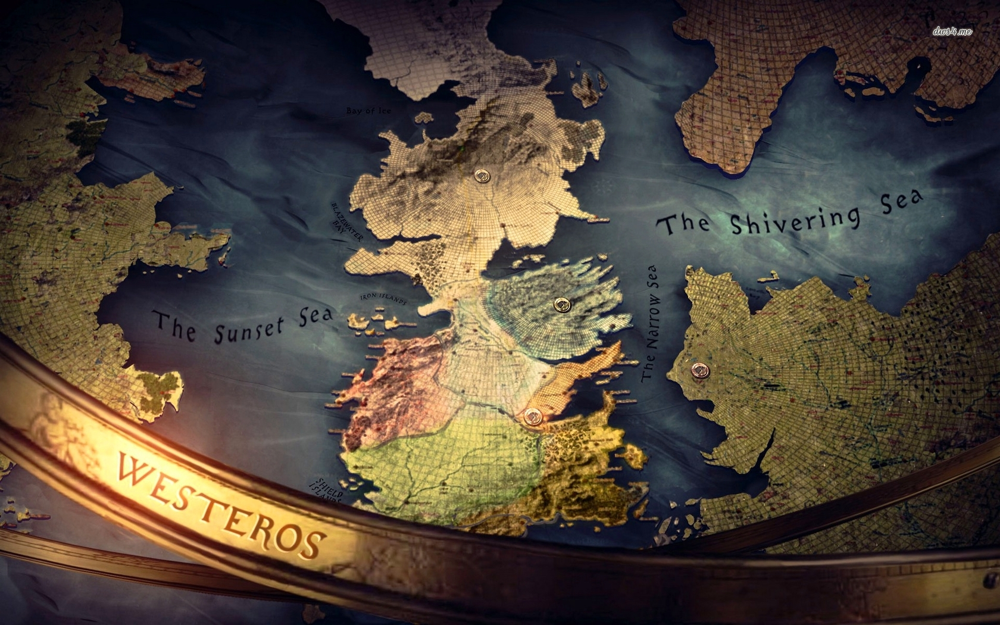 dws4.me
Bay of Ice
The Shivering Sea
BLAZEWATER
BAY
The Narrow Sea
IRON ISLANDS
The Sunset Sea
SHIELD
ISLANDS
WESTEROS